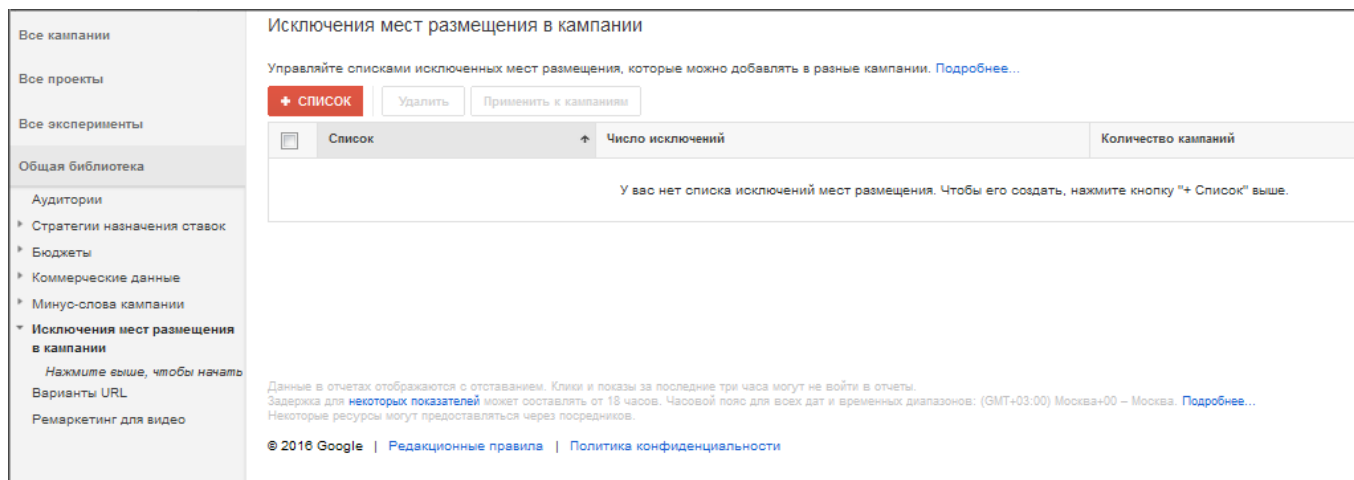 Все кампании
Все проекты
Все эксперименты
Общая библиотека
Аудитории
Стратегии назначения ставок
Бюджеты
Коммерческие данные
Минус-слова кампании
Исключения мест размещения
в кампании
Нажмите выше, чтобы начать
Варианты URL
Ремаркетинг для видео
Исключения мест размещения в кампании
Управляйте списками исключенных мест размещения, которые можно добавлять в разные кампании. Подробнее...
+ СПИСОК Удалить Применить к кампаниям
Список Число исключений Количество кампаний
У вас нет списка исключений мест размещения. Чтобы его создать, нажмите кнопку "+ Список" выше.
Данные в отчетах отображаются с отставанием. Клики и показы за последние три часа могут не войти в отчеты.
Задержка для некоторых показателей может составлять от 18 часов. Часовой пояс для всех дат и временных диапазонов: (GMT+03:00) Москва+00 – Москва. Подробнее...
Некоторые ресурсы могут предоставляться через посредников.
© 2016 Google | Редакционные правила | Политика конфиденциальности